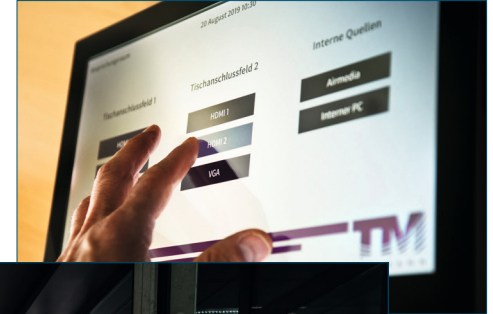 20 August 2019 10:30
Tischanschlussfeld 1
Tischanschlussfeld 2
HDMI 1
HDMI 2
VGA
Interne Quellen
Airmedia
Interner PC
TM